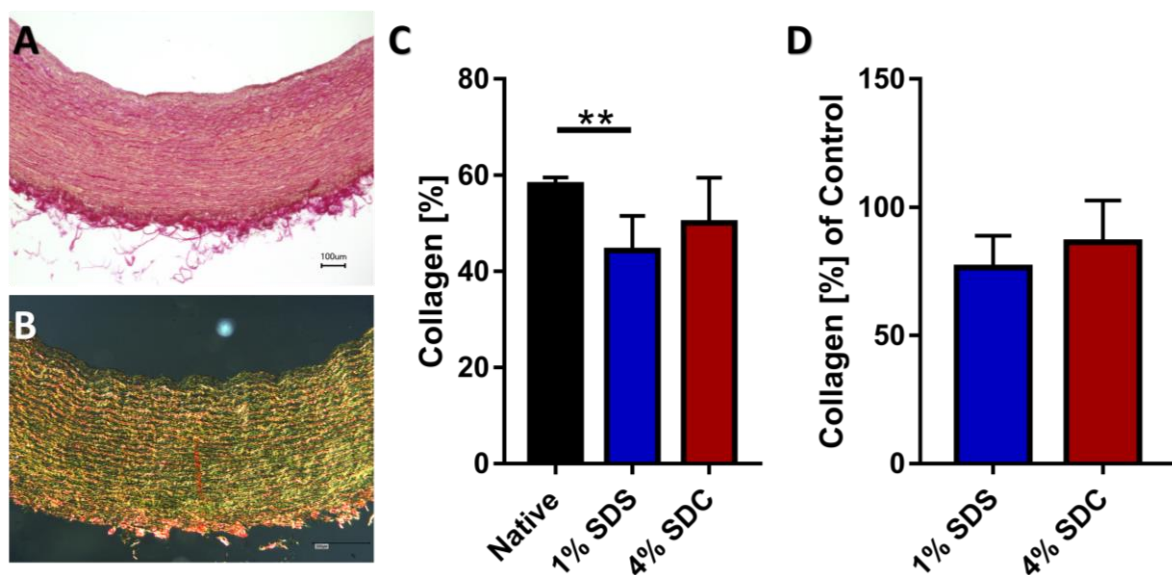 A
100um
B
C
Collagen [%]
80
60
40
20
0
**
Native
1% SDS
4% SDC
D
Collagen [%] of Control
150
100
50
0
1% SDS
4% SDC